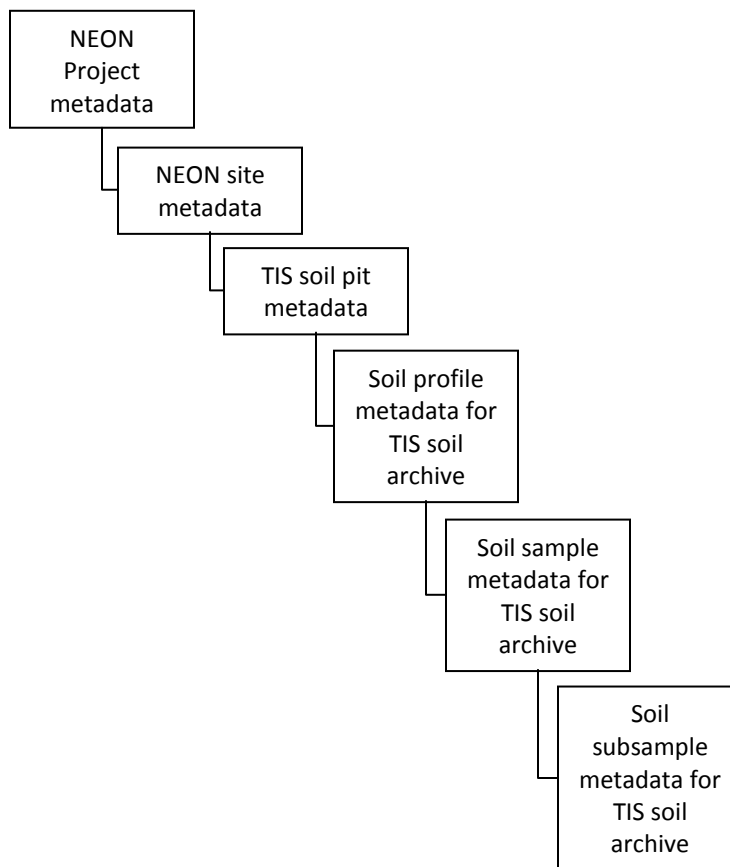 NEON
Project
metadata
NEON site
metadata
TIS soil pit
metadata
Soil profile
metadata for
TIS soil
archive
Soil sample
metadata for
TIS soil
archive
Soil
subsample
metadata for
TIS soil
archive